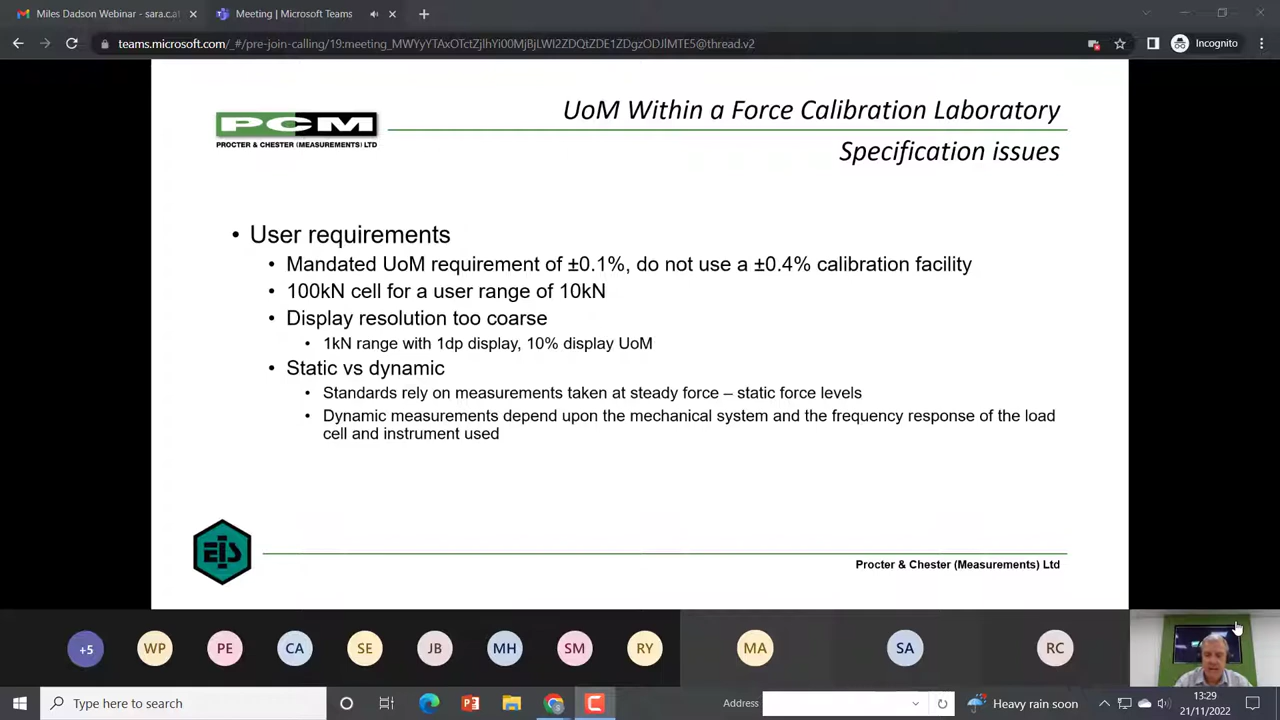 Miles Dadson Webinar - sara.cat
Meeting | Microsoft Teams
teams.microsoft.com/_#/pre-join-calling/19:meeting_MWYyYTAxOTctZjlhYi00MjBjLWI2ZDQtZDE1ZDgzODJlMTE5@thread.v2
Incognito
PCM
PROCTER & CHESTER (MEASUREMENTS) LTD
UoM Within a Force Calibration Laboratory
Specification issues
• User requirements
• Mandated UoM requirement of ±0.1%, do not use a ±0.4% calibration facility
• 100kN cell for a user range of 10kN
• Display resolution too coarse
• 1kN range with 1dp display, 10% display UoM
• Static vs dynamic
• Standards rely on measurements taken at steady force – static force levels
• Dynamic measurements depend upon the mechanical system and the frequency response of the load
cell and instrument used
EIS
Procter & Chester (Measurements) Ltd
+5
WP
PE
CA
SE
JB
MH
SM
RY
MA
SA
RC
Type here to search
Address
Heavy rain soon
13:29
21/11/2022